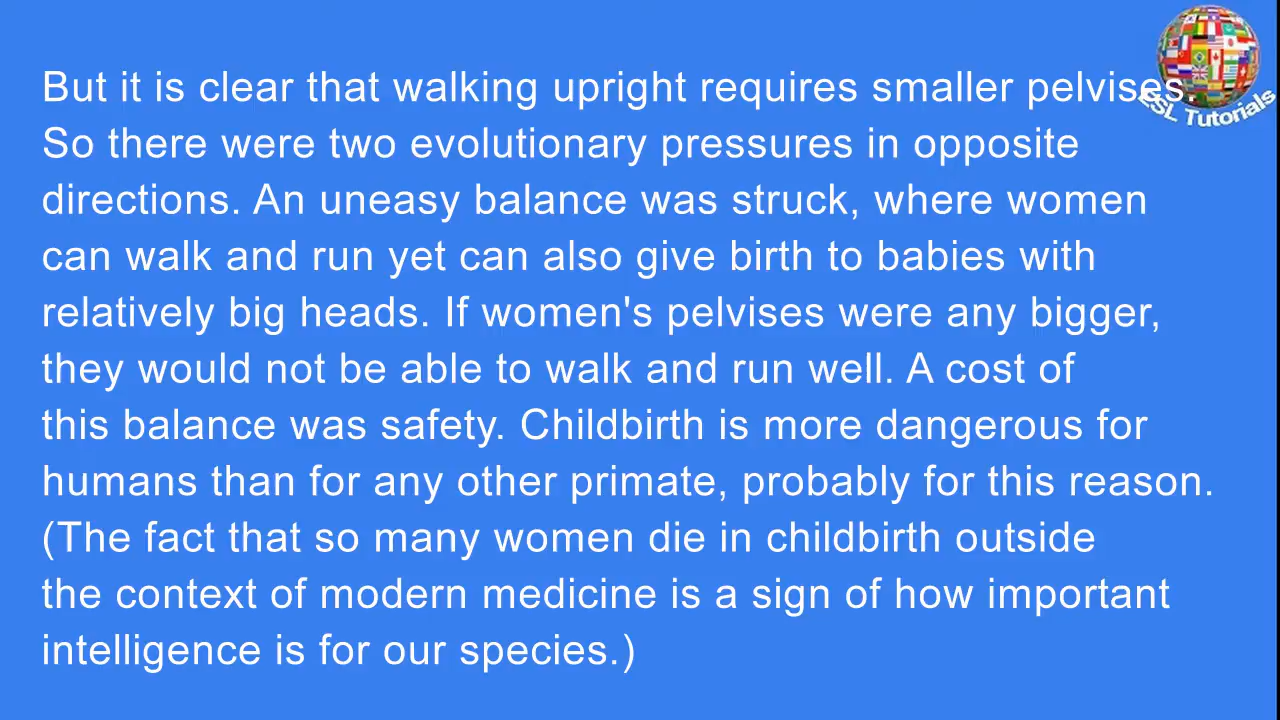 But it is clear that walking upright requires smaller pelvises.
So there were two evolutionary pressures in opposite
directions. An uneasy balance was struck, where women
can walk and run yet can also give birth to babies with
relatively big heads. If women's pelvises were any bigger,
they would not be able to walk and run well. A cost of
this balance was safety. Childbirth is more dangerous for
humans than for any other primate, probably for this reason.
(The fact that so many women die in childbirth outside
the context of modern medicine is a sign of how important
intelligence is for our species.)
ESL Tutorials